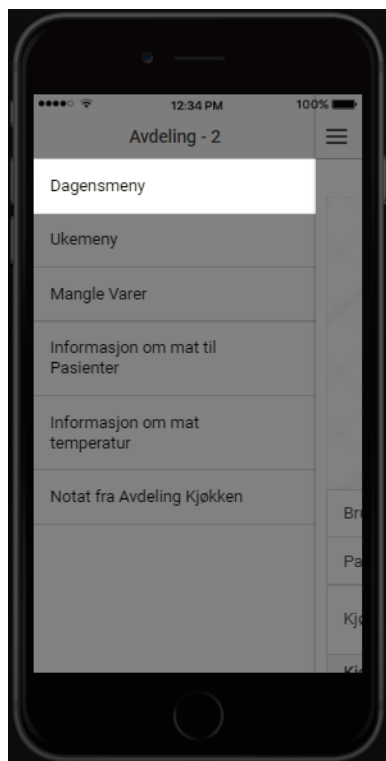 12:34 PM
100%
Avdeling - 2
Dagensmeny
Ukemeny
Mangle Varer
Informasjon om mat til
Pasienter
Informasjon om mat
temperatur
Notat fra Avdeling Kjøkken